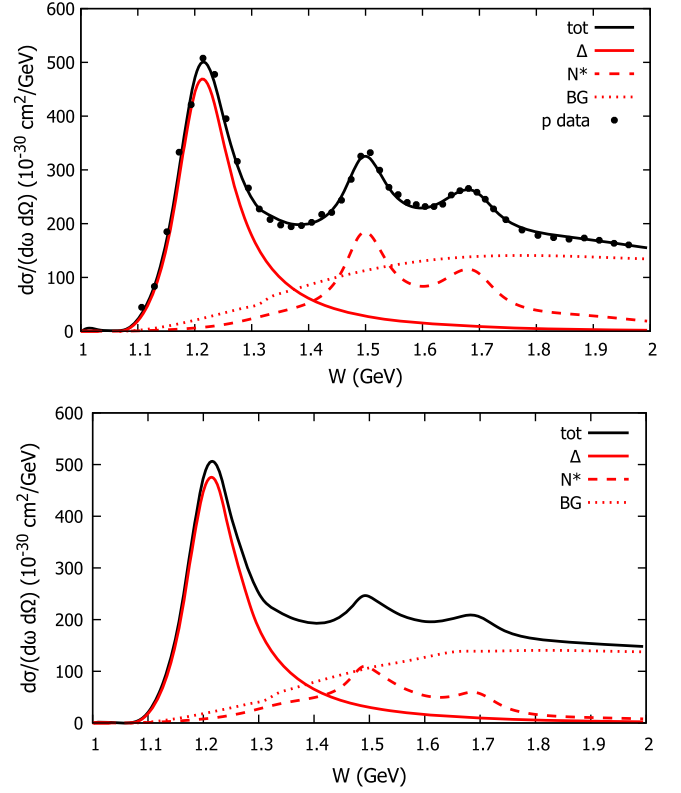 600
500
400
300
200
100
0
dσ/(dω dΩ) (10⁻³⁰ cm²/GeV)
tot
Δ
N*
BG
p data
1 1.1 1.2 1.3 1.4 1.5 1.6 1.7 1.8 1.9 2
W (GeV)
600
500
400
300
200
100
0
dσ/(dω dΩ) (10⁻³⁰ cm²/GeV)
tot
Δ
N*
BG
1 1.1 1.2 1.3 1.4 1.5 1.6 1.7 1.8 1.9 2
W (GeV)